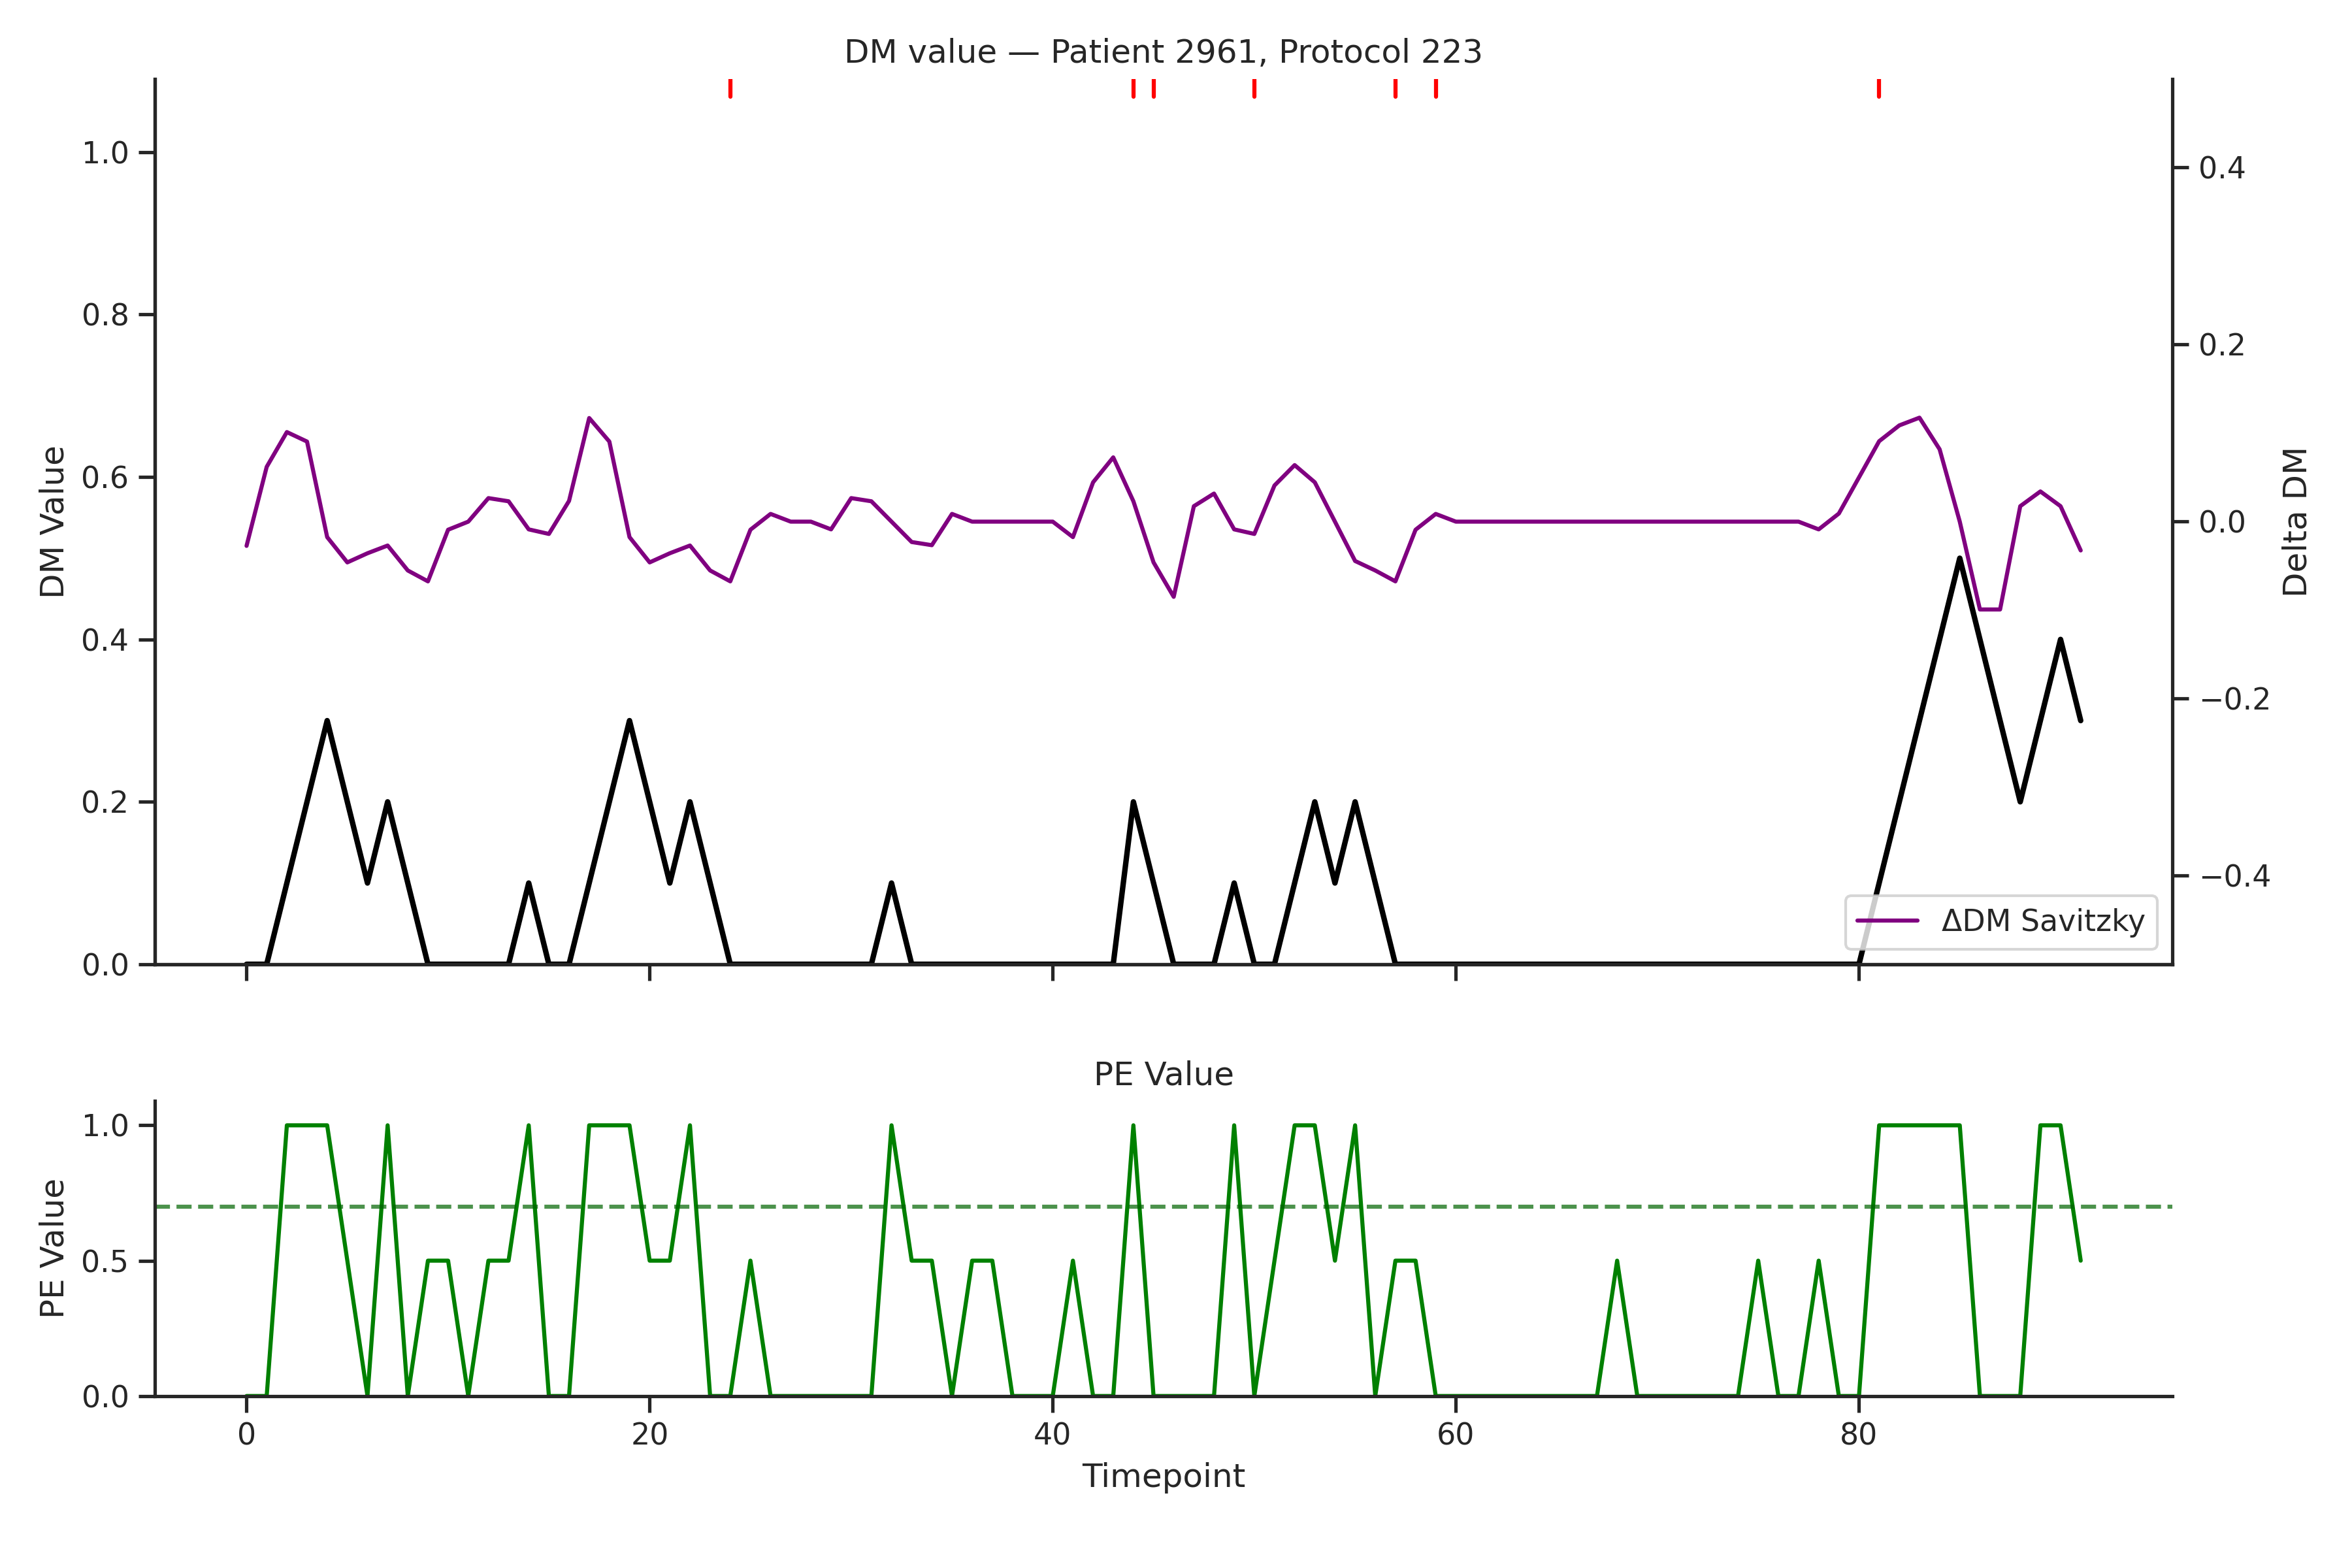 DM value — Patient 2961, Protocol 223
1.0
0.8
0.6
0.4
0.2
0.0
DM Value
0.4
0.2
0.0
−0.2
−0.4
Delta DM
ΔDM Savitzky
PE Value
1.0
0.5
0.0
PE Value
0 20 40 60 80
Timepoint